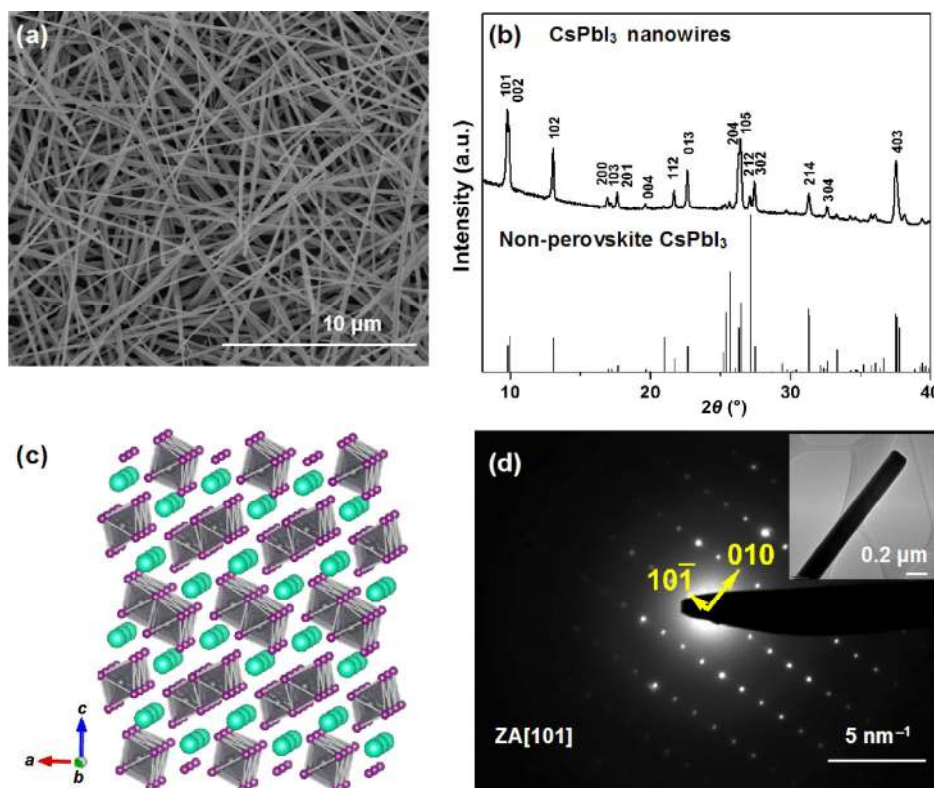 (a)
10 µm
(b)
CsPbI₃ nanowires
101
002
102
200
103
201
004
112
013
204
105
212
302
214
304
403
Non-perovskite CsPbI₃
Intensity (a.u.)
10
20
30
40
2θ (°)
(c)
c
a
b
(d)
0.2 µm
010
101̄
ZA[101]
5 nm⁻¹